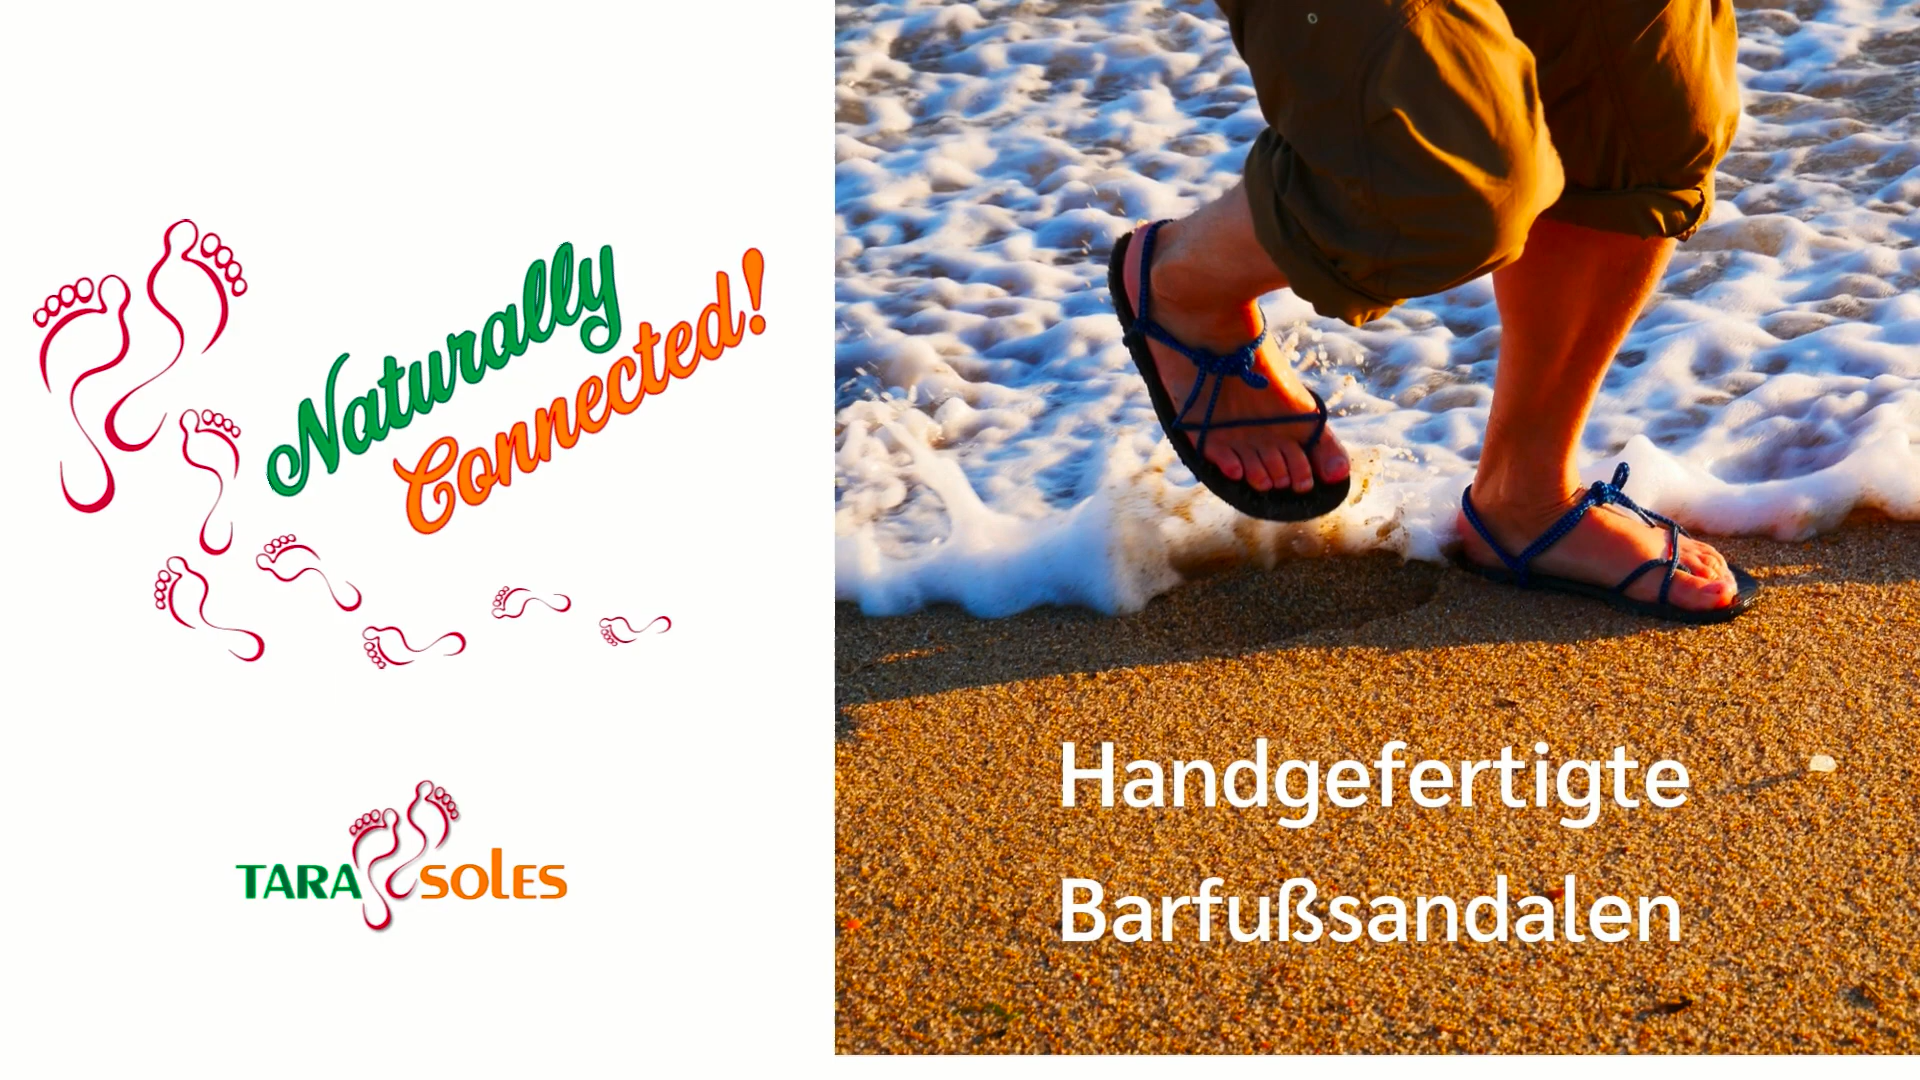 Naturally
Connected!
TARA SOLES
Handgefertigte
Barfußsandalen